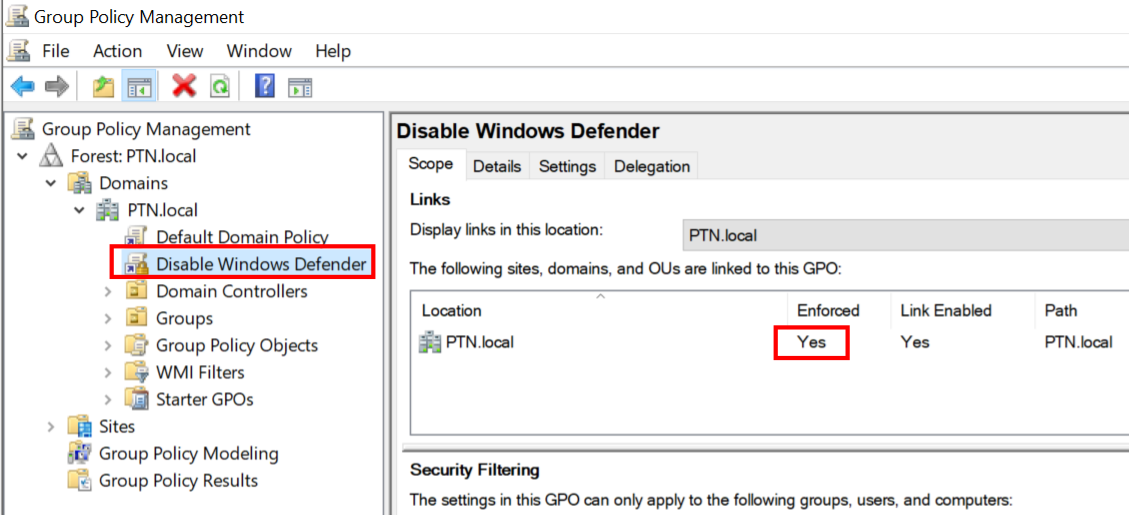 Group Policy Management
File Action View Window Help
Group Policy Management
Forest: PTN.local
Domains
PTN.local
Default Domain Policy
Disable Windows Defender
Domain Controllers
Groups
Group Policy Objects
WMI Filters
Starter GPOs
Sites
Group Policy Modeling
Group Policy Results
Disable Windows Defender
Scope Details Settings Delegation
Links
Display links in this location: PTN.local
The following sites, domains, and OUs are linked to this GPO:
Location Enforced Link Enabled Path
PTN.local Yes Yes PTN.local
Security Filtering
The settings in this GPO can only apply to the following groups, users, and computers: